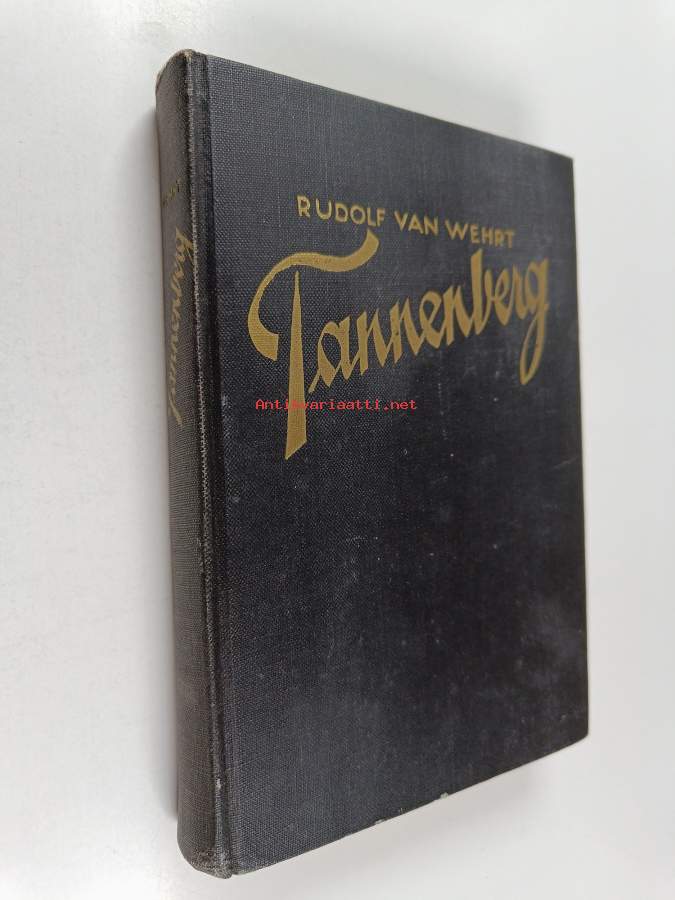 RUDOLF VAN WEHRT
Tannenberg
Antikvariaatti.net
Tannenberg